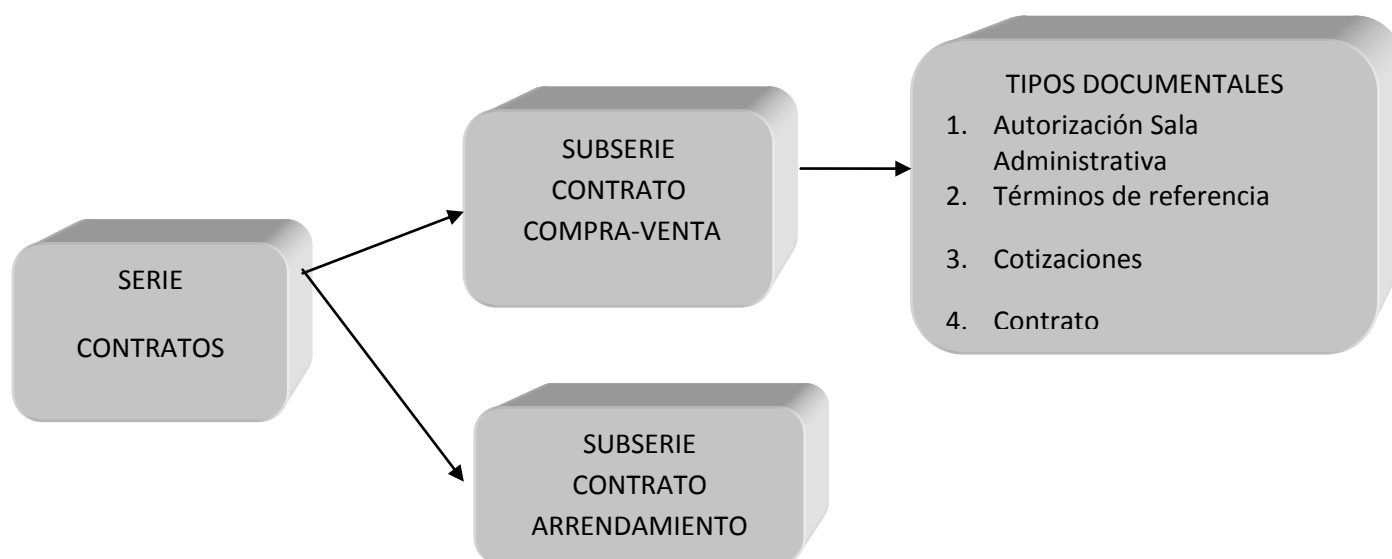 SERIE
CONTRATOS
SUBSERIE
CONTRATO
COMPRA-VENTA
SUBSERIE
CONTRATO
ARRENDAMIENTO
TIPOS DOCUMENTALES
1. Autorización Sala
Administrativa
2. Términos de referencia
3. Cotizaciones
4. Contrato